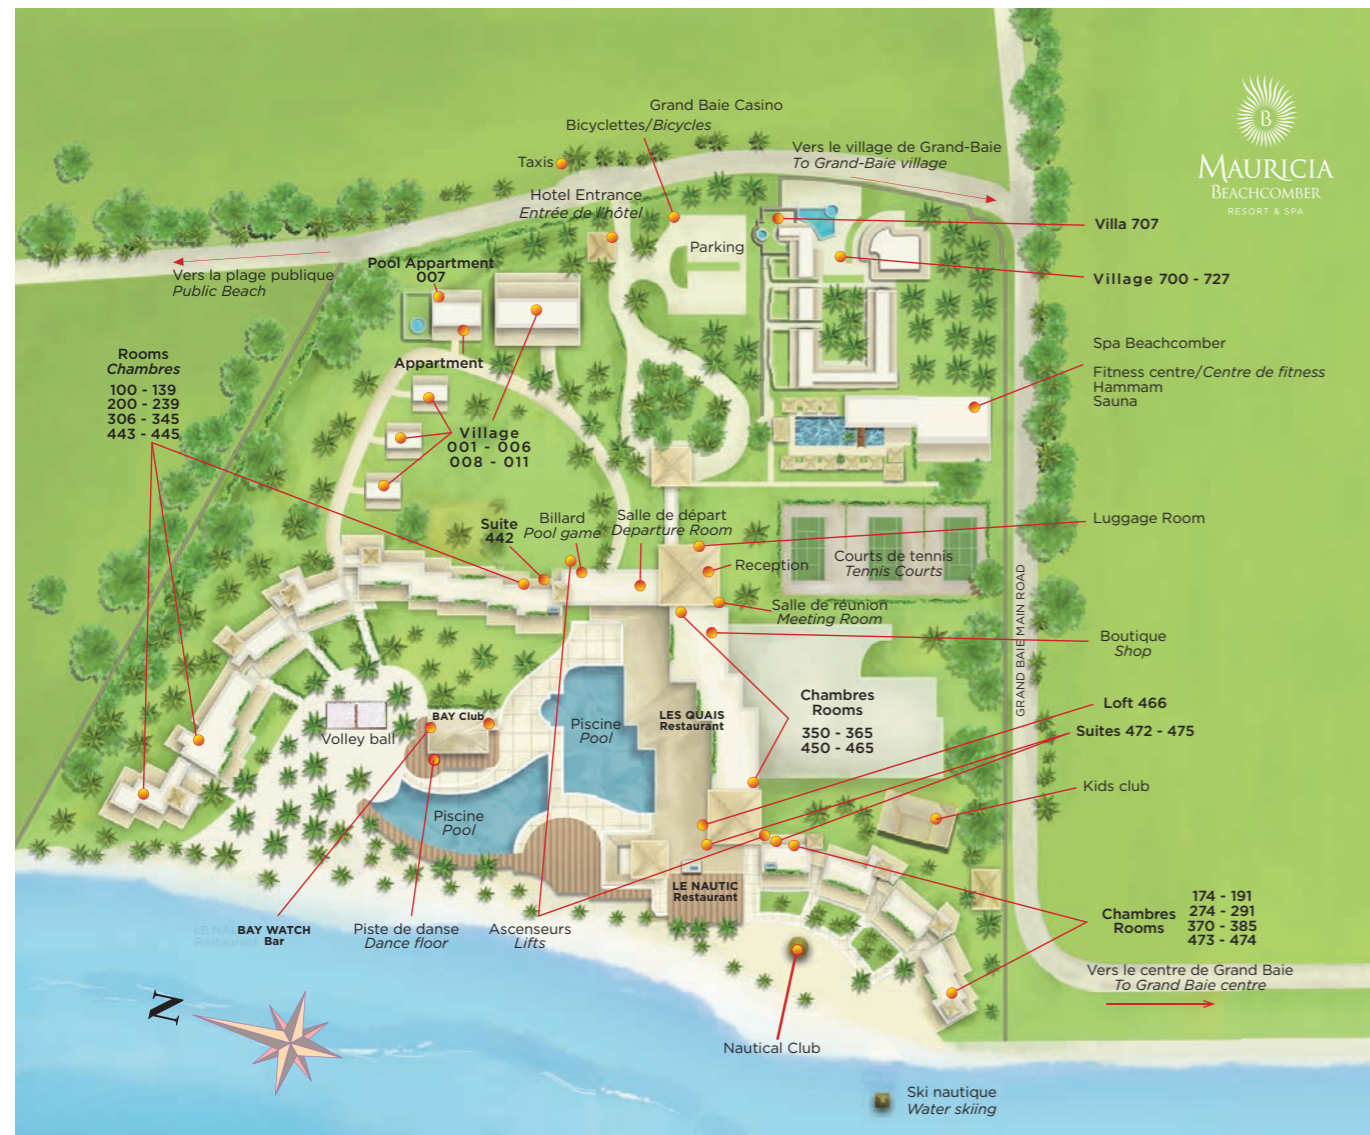 Grand Baie Casino
Bicyclettes/Bicycles
Taxis
Vers le village de Grand-Baie
To Grand-Baie village
B
MAURICIA
BEACHCOMBER
RESORT & SPA
Hotel Entrance
Entrée de l'hôtel
Parking
Villa 707
Vers la plage publique
Public Beach
Pool Appartment
007
Village 700 - 727
Appartment
Rooms
Chambres
100 - 139
200 - 239
306 - 345
443 - 445
Spa Beachcomber
Fitness centre/Centre de fitness
Hammam
Sauna
Village
001 - 006
008 - 011
Suite
442
Billard
Pool game
Salle de départ
Departure Room
Luggage Room
Reception
Courts de tennis
Tennis Courts
Salle de réunion
Meeting Room
GRAND BAIE MAIN ROAD
Boutique
Shop
Chambres
Rooms
350 - 365
450 - 465
Loft 466
Suites 472 - 475
BAY Club
Volley ball
Piscine
Pool
LES QUAIS
Restaurant
Piscine
Pool
Kids club
LE NAUTIC
Restaurant
174 - 191
274 - 291
370 - 385
473 - 474
Chambres
Rooms
LE NAU
Restaurant
BAY WATCH
Bar
Piste de danse
Dance floor
Ascenseurs
Lifts
Vers le centre de Grand Baie
To Grand Baie centre
N
Nautical Club
Ski nautique
Water skiing